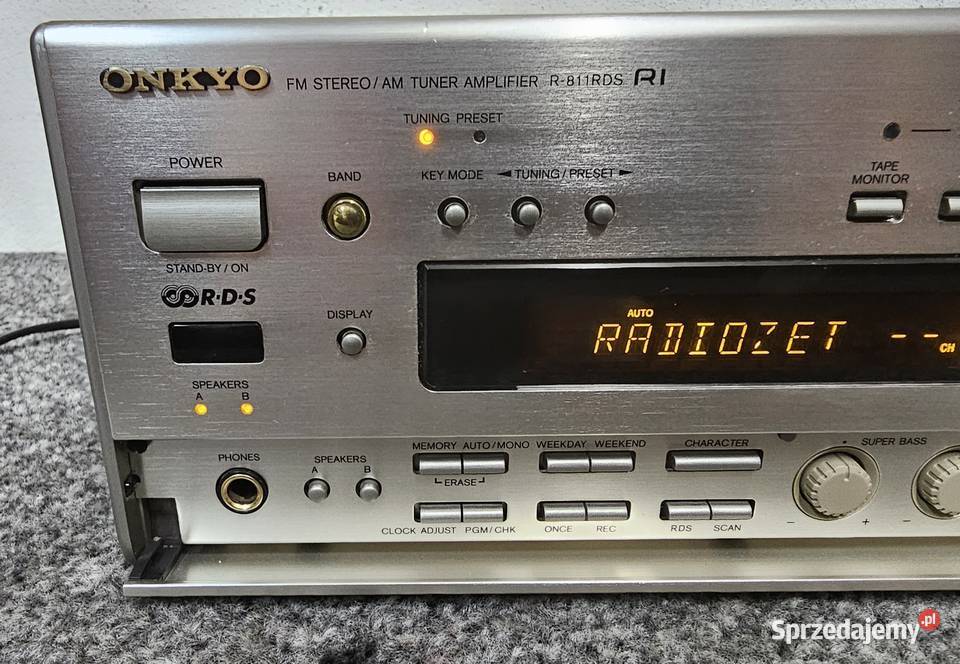 ONKYO FM STEREO/AM TUNER AMPLIFIER R-811RDS RI
TUNING PRESET
POWER
BAND
KEY MODE ◄ TUNING/PRESET ►
TAPE
MONITOR
STAND-BY/ON
R·D·S
DISPLAY
AUTO
RADIOZET -- CH
SPEAKERS
A B
PHONES
SPEAKERS
A B
MEMORY AUTO/MONO WEEKDAY WEEKEND
CHARACTER
SUPER BASS
ERASE
- + -
CLOCK ADJUST PGM/CHK ONCE REC RDS SCAN
Sprzedajemy.pl